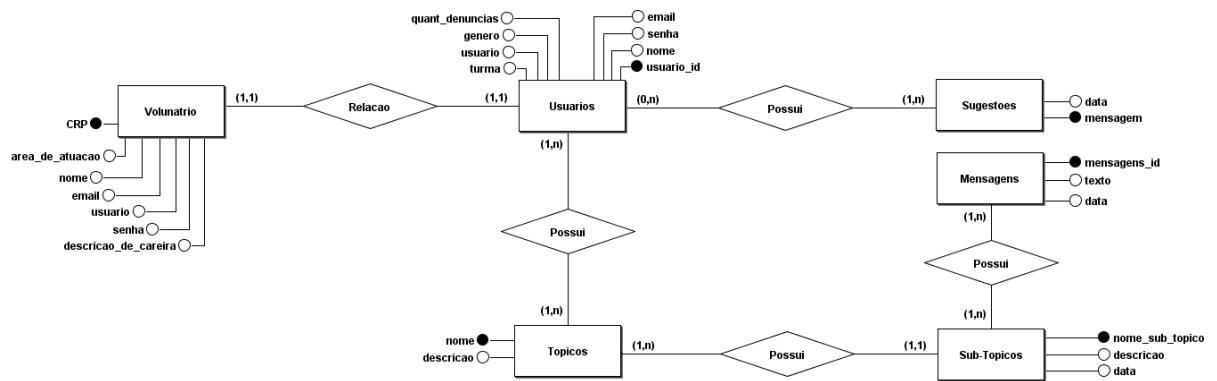 quant_denuncias
genero
usuario
turma
email
senha
nome
usuario_id
Volunatrio
(1,1)
Relacao
(1,1)
Usuarios
(0,n)
Possui
(1,n)
Sugestoes
data
mensagem
CRP
area_de_atuacao
nome
email
usuario
senha
descricao_de_careira
(1,n)
Possui
(1,n)
Mensagens
mensagens_id
texto
data
(1,n)
Possui
(1,n)
nome
descricao
Topicos
(1,n)
Possui
(1,1)
Sub-Topicos
nome_sub_topico
descricao
data